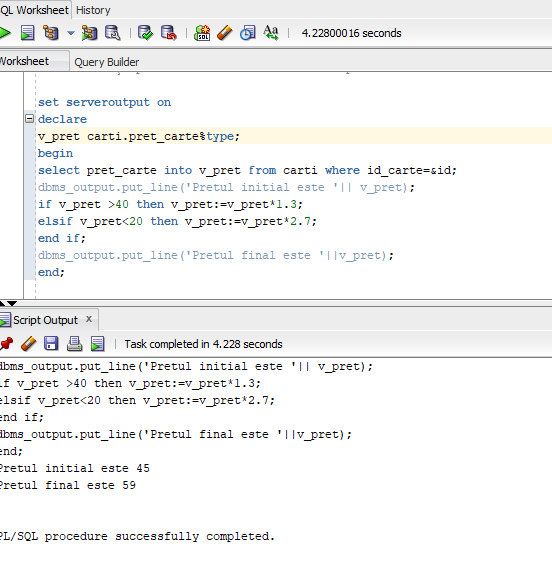 SQL Worksheet History
4.22800016 seconds
Worksheet Query Builder
set serveroutput on
declare
v_pret carti.pret_carte%type;
begin
select pret_carte into v_pret from carti where id_carte=&id;
dbms_output.put_line('Pretul initial este '|| v_pret);
if v_pret >40 then v_pret:=v_pret*1.3;
elsif v_pret<20 then v_pret:=v_pret*2.7;
end if;
dbms_output.put_line('Pretul final este '||v_pret);
end;
Script Output x
Task completed in 4.228 seconds
dbms_output.put_line('Pretul initial este '|| v_pret);
if v_pret >40 then v_pret:=v_pret*1.3;
elsif v_pret<20 then v_pret:=v_pret*2.7;
end if;
dbms_output.put_line('Pretul final este '||v_pret);
end;
Pretul initial este 45
Pretul final este 59
PL/SQL procedure successfully completed.